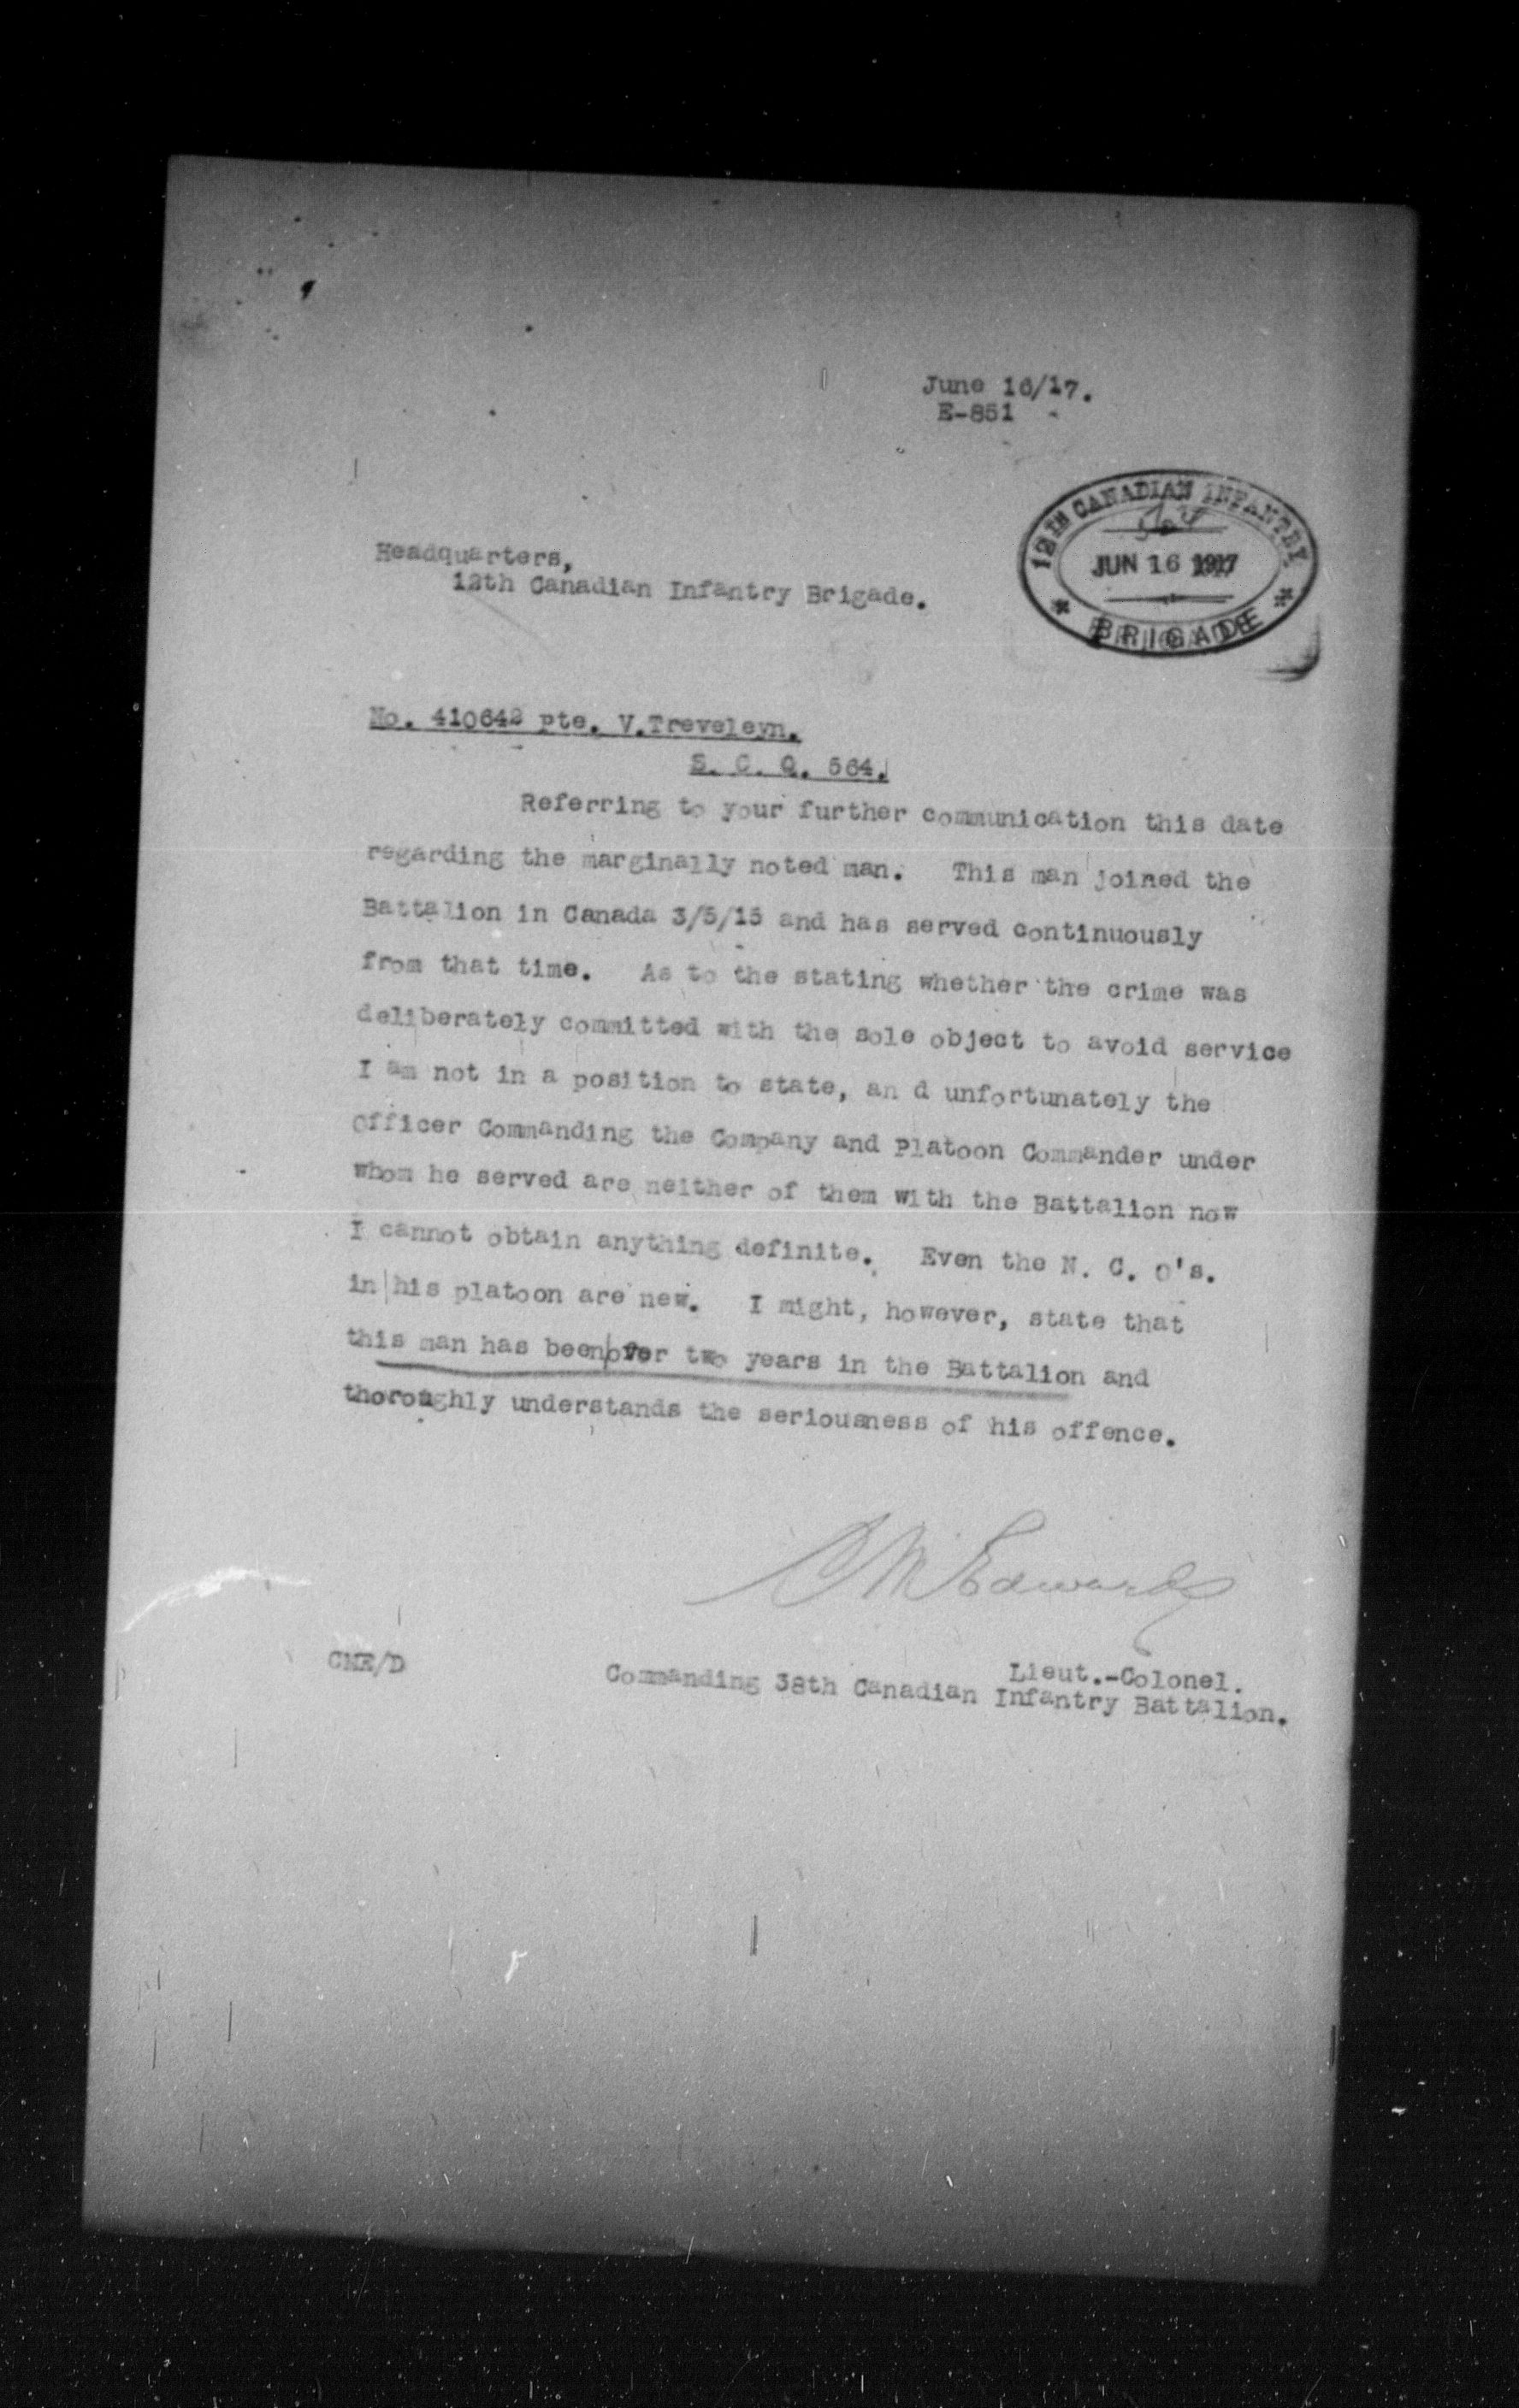 June 16/17.
E-851
12TH CANADIAN INFANTRY
JUN 16 1917
* BRIGADE *
Headquarters,
12th Canadian Infantry Brigade.
No. 410642 pte. V.Treveleyn.
S. C. Q. 564.
Referring to your further communication this date
regarding the marginally noted man. This man joined the
Battalion in Canada 3/5/15 and has served continuously
from that time. As to the stating whether the crime was
deliberately committed with the sole object to avoid service
I am not in a position to state, an d unfortunately the
Officer Commanding the Company and Platoon Commander under
whom he served are neither of them with the Battalion now
I cannot obtain anything definite. Even the N. C. O's.
in his platoon are new. I might, however, state that
this man has been over two years in the Battalion and
thoroughly understands the seriousness of his offence.
CM Edwards
Lieut.-Colonel.
CME/D
Commanding 38th Canadian Infantry Battalion.